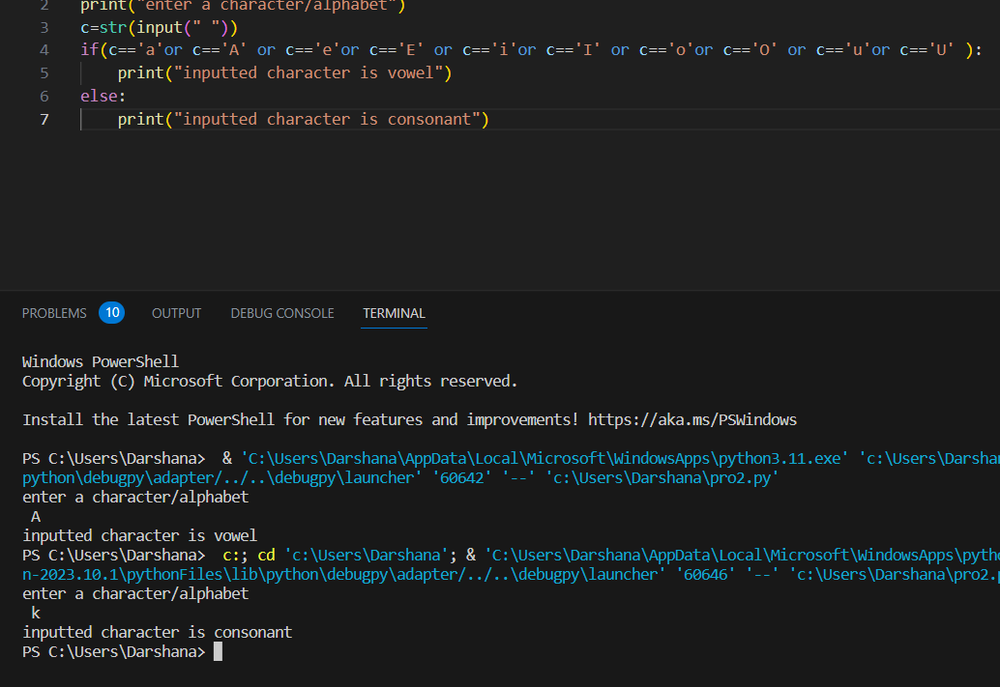 2 print("enter a character/alphabet")
3 c=str(input(" "))
4 if(c=='a'or c=='A' or c=='e'or c=='E' or c=='i'or c=='I' or c=='o'or c=='O' or c=='u'or c=='U' ):
5 print("inputted character is vowel")
6 else:
7 print("inputted character is consonant")
PROBLEMS 10 OUTPUT DEBUG CONSOLE TERMINAL
Windows PowerShell
Copyright (C) Microsoft Corporation. All rights reserved.
Install the latest PowerShell for new features and improvements! https://aka.ms/PSWindows
PS C:\Users\Darshana>  & 'C:\Users\Darshana\AppData\Local\Microsoft\WindowsApps\python3.11.exe' 'c:\Users\Darshan
python\debugpy\adapter/../..\debugpy\launcher' '60642' '--' 'c:\Users\Darshana\pro2.py'
enter a character/alphabet
A
inputted character is vowel
PS C:\Users\Darshana>  c:; cd 'c:\Users\Darshana'; & 'C:\Users\Darshana\AppData\Local\Microsoft\WindowsApps\pytho
n-2023.10.1\pythonFiles\lib\python\debugpy\adapter/../..\debugpy\launcher' '60646' '--' 'c:\Users\Darshana\pro2.p
enter a character/alphabet
k
inputted character is consonant
PS C:\Users\Darshana>